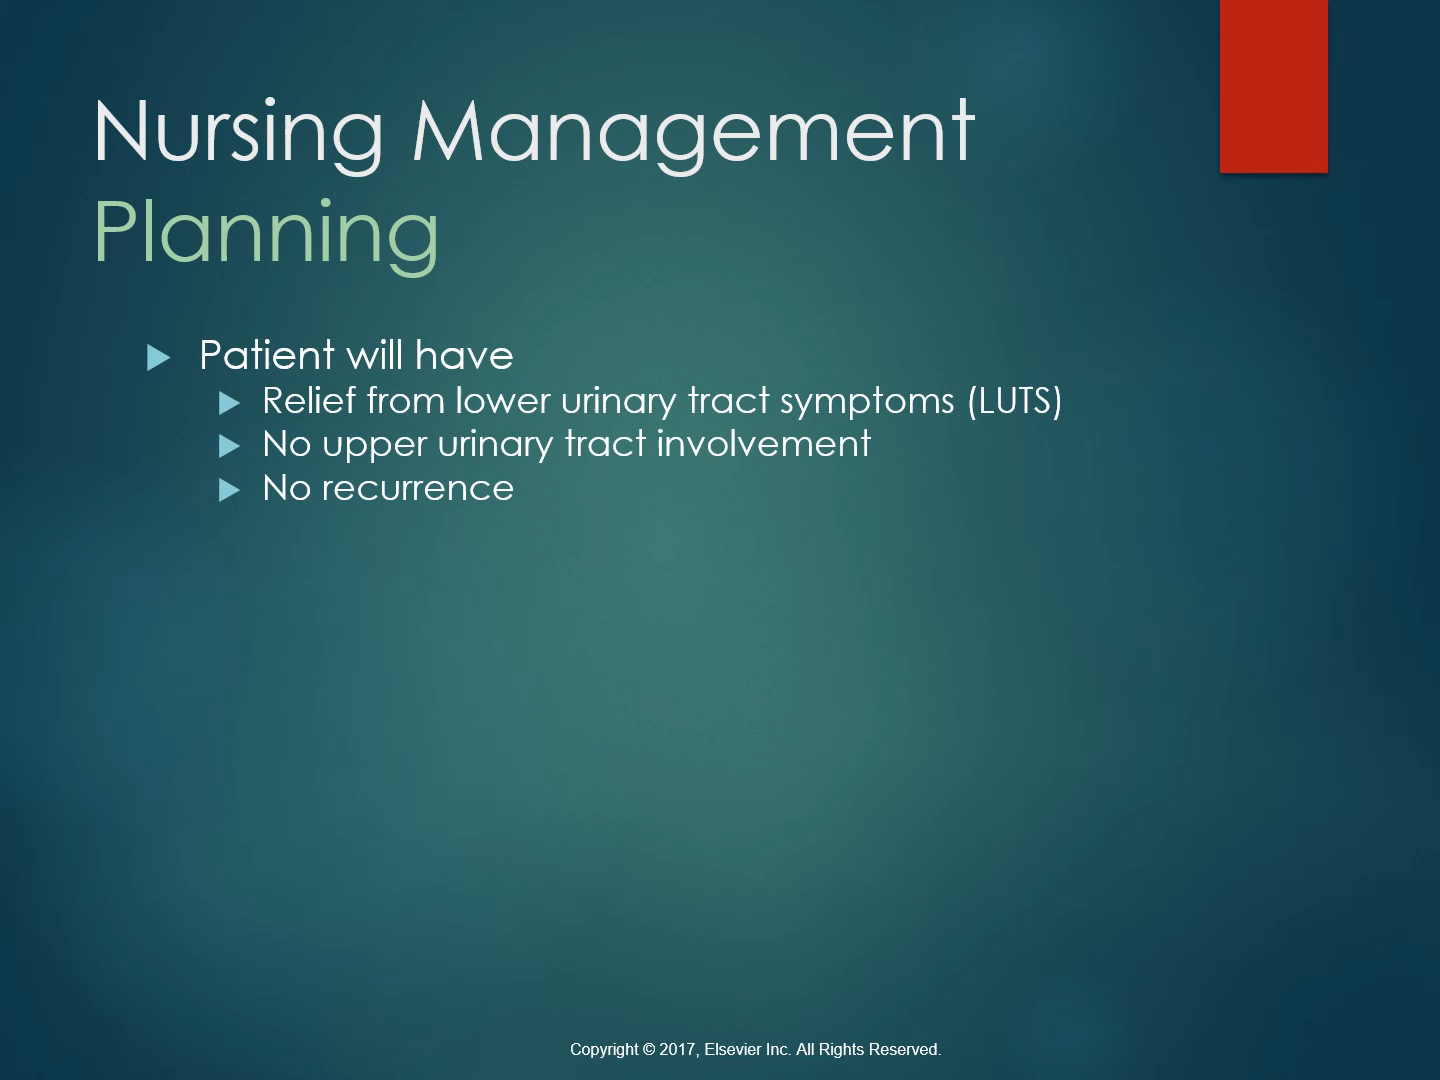 Nursing Management
Planning
Patient will have
Relief from lower urinary tract symptoms (LUTS)
No upper urinary tract involvement
No recurrence
Copyright © 2017, Elsevier Inc. All Rights Reserved.